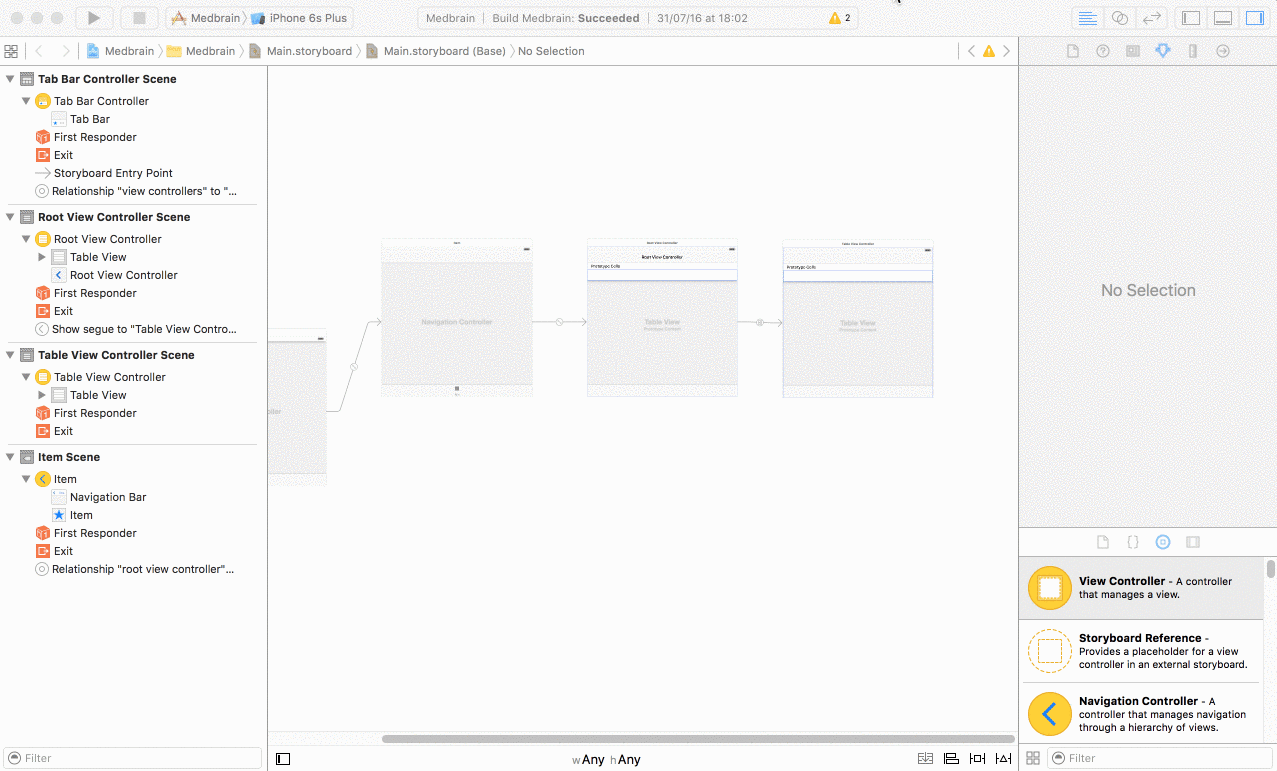 Medbrain iPhone 6s Plus
Medbrain Build Medbrain: Succeeded 31/07/16 at 18:02 2
Medbrain Medbrain Main.storyboard Main.storyboard (Base) No Selection
Tab Bar Controller Scene
Tab Bar Controller
Tab Bar
First Responder
Exit
Storyboard Entry Point
Relationship "view controllers" to "...
Root View Controller Scene
Root View Controller
Table View
Root View Controller
First Responder
Exit
Show segue to "Table View Contro...
Table View Controller Scene
Table View Controller
Table View
First Responder
Exit
Item Scene
Item
Navigation Bar
Item
First Responder
Exit
Relationship "root view controller"...
Filter
Navigation Controller
Root View Controller
Root View Controller
Prototype Cells
Table View
Prototype Content
Table View Controller
Prototype Cells
Table View
Prototype Content
wAny hAny
No Selection
View Controller - A controller
that manages a view.
Storyboard Reference -
Provides a placeholder for a view
controller in an external storyboard.
Navigation Controller - A
controller that manages navigation
through a hierarchy of views.
Filter